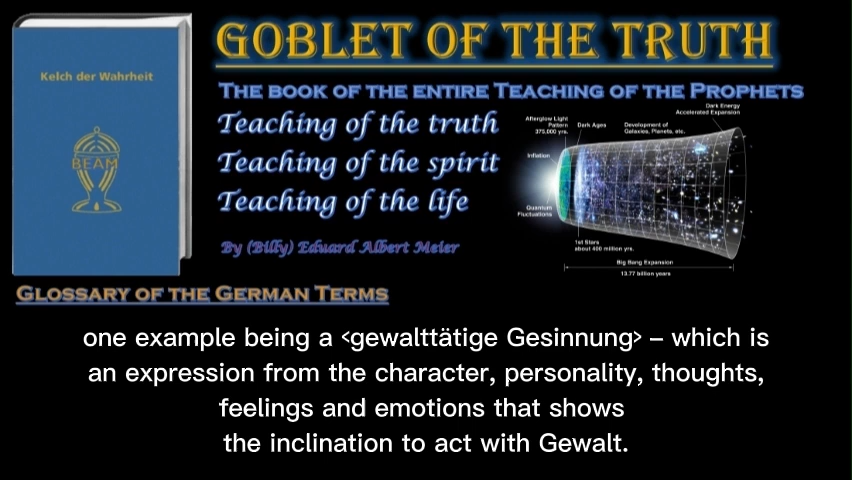 Kelch der Wahrheit
BEAM
GOBLET OF THE TRUTH
THE BOOK OF THE ENTIRE TEACHING OF THE PROPHETS
Teaching of the truth
Teaching of the spirit
Teaching of the life
By (Billy) Eduard Albert Meier
Afterglow Light
Pattern
375,000 yrs.
Dark Ages
Development of
Galaxies, Planets, etc.
Dark Energy
Accelerated Expansion
Inflation
Quantum
Fluctuations
1st Stars
about 400 million yrs.
Big Bang Expansion
13.77 billion years
GLOSSARY OF THE GERMAN TERMS
one example being a <gewalttätige Gesinnung> – which is
an expression from the character, personality, thoughts,
feelings and emotions that shows
the inclination to act with Gewalt.